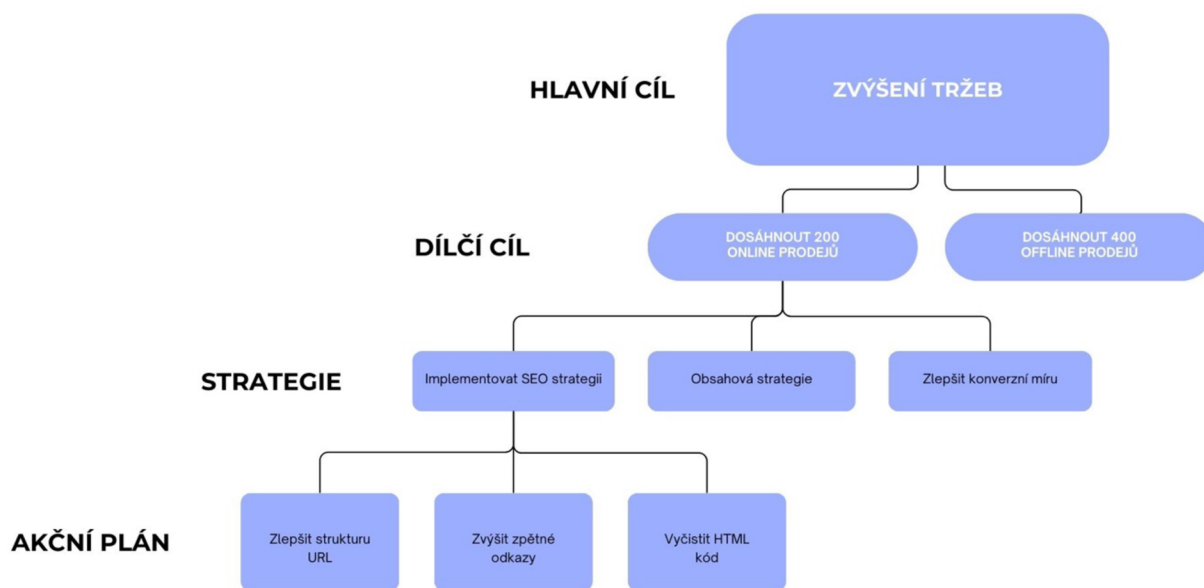 HLAVNÍ CÍL
ZVÝŠENÍ TRŽEB
DÍLČÍ CÍL
DOSÁHNOUT 200
ONLINE PRODEJŮ
DOSÁHNOUT 400
OFFLINE PRODEJŮ
STRATEGIE
Implementovat SEO strategii
Obsahová strategie
Zlepšit konverzní míru
AKČNÍ PLÁN
Zlepšit strukturu
URL
Zvýšit zpětné
odkazy
Vyčistit HTML
kód